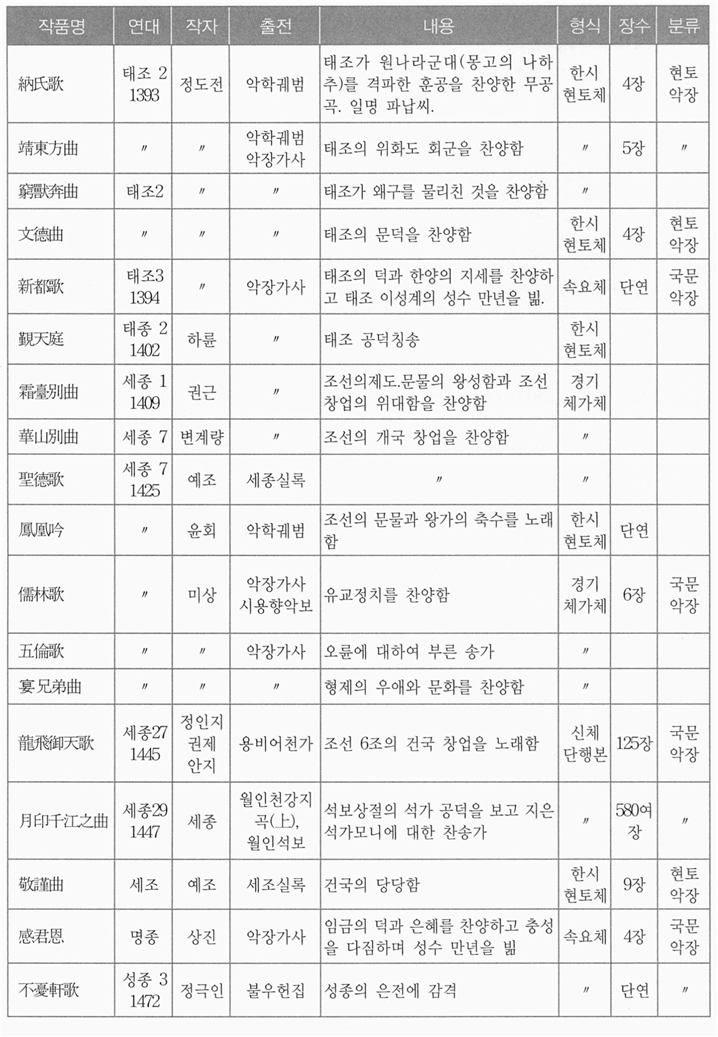 작품명 연대 작자 출전 내용 형식 장수 분류
納氏歌 태조 2 1393 정도전 악학궤범 태조가 원나라군대(몽고의 나하
추)를 격파한 훈공을 찬양한 무공
곡. 일명 파납씨. 한시 현토체 4장 현토 악장
靖東方曲 〃 〃 악학궤범 악장가사 태조의 위화도 회군을 찬양함 〃 5장 〃
窮獸奔曲 태조2 〃 〃 태조가 왜구를 물리친 것을 찬양함 〃
文德曲 〃 〃 〃 태조의 문덕을 찬양함 한시 현토체 4장 현토 악장
新都歌 태조3 1394 〃 악장가사 태조의 덕과 한양의 지세를 찬양하
고 태조 이성계의 성수 만년을 빎. 속요체 단연 국문 악장
覲天庭 태종 2 1402 하륜 〃 태조 공덕칭송 한시 현토체
霜臺別曲 세종 1 1409 권근 〃 조선의제도.문물의 왕성함과 조선
창업의 위대함을 찬양함 경기 체가체
華山別曲 세종 7 변계량 〃 조선의 개국 창업을 찬양함 〃
聖德歌 세종 7 1425 예조 세종실록 〃 〃
鳳凰吟 〃 윤회 악학궤범 조선의 문물과 왕가의 축수를 노래
함 한시 현토체 단연
儒林歌 〃 미상 악장가사 시용향악보 유교정치를 찬양함 경기 체가체 6장 국문 악장
五倫歌 〃 〃 악장가사 오륜에 대하여 부른 송가 〃
宴兄弟曲 〃 〃 〃 형제의 우애와 문화를 찬양함 〃
龍飛御天歌 세종27 1445 정인지 권제 안지 용비어천가 조선 6조의 건국 창업을 노래함 신체 단행본 125장 국문 악장
月印千江之曲 세종29 1447 세종 월인천강지 곡(上), 월인석보 석보상절의 석가 공덕을 보고 지은
석가모니에 대한 찬송가 〃 580여 장 〃
敬謹曲 세조 예조 세조실록 건국의 당당함 한시 현토체 9장 현토 악장
感君恩 명종 상진 악장가사 임금의 덕과 은혜를 찬양하고 충성
을 다짐하며 성수 만년을 빎 속요체 4장 국문 악장
不憂軒歌 성종 3 1472 정극인 불우헌집 성종의 은전에 감격 〃 단연 〃